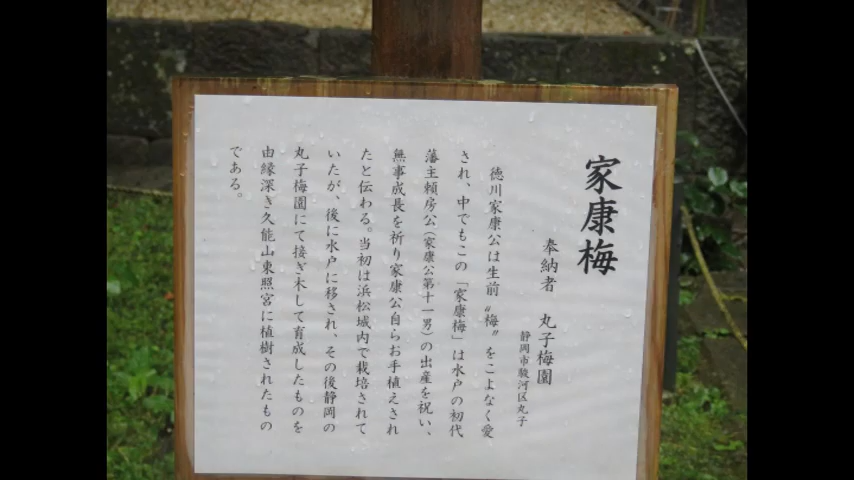 家康梅
奉納者 丸子梅園
静岡市駿河区丸子
徳川家康公は生前〝梅〟をこよなく愛
され、中でもこの「家康梅」は水戸の初代
藩主頼房公(家康公第十一男)の出産を祝い、
無事成長を祈り家康公自らお手植えされ
たと伝わる。当初は浜松城内で栽培されて
いたが、後に水戸に移され、その後静岡の
丸子梅園にて接ぎ木して育成したものを
由縁深き久能山東照宮に植樹されたもの
である。